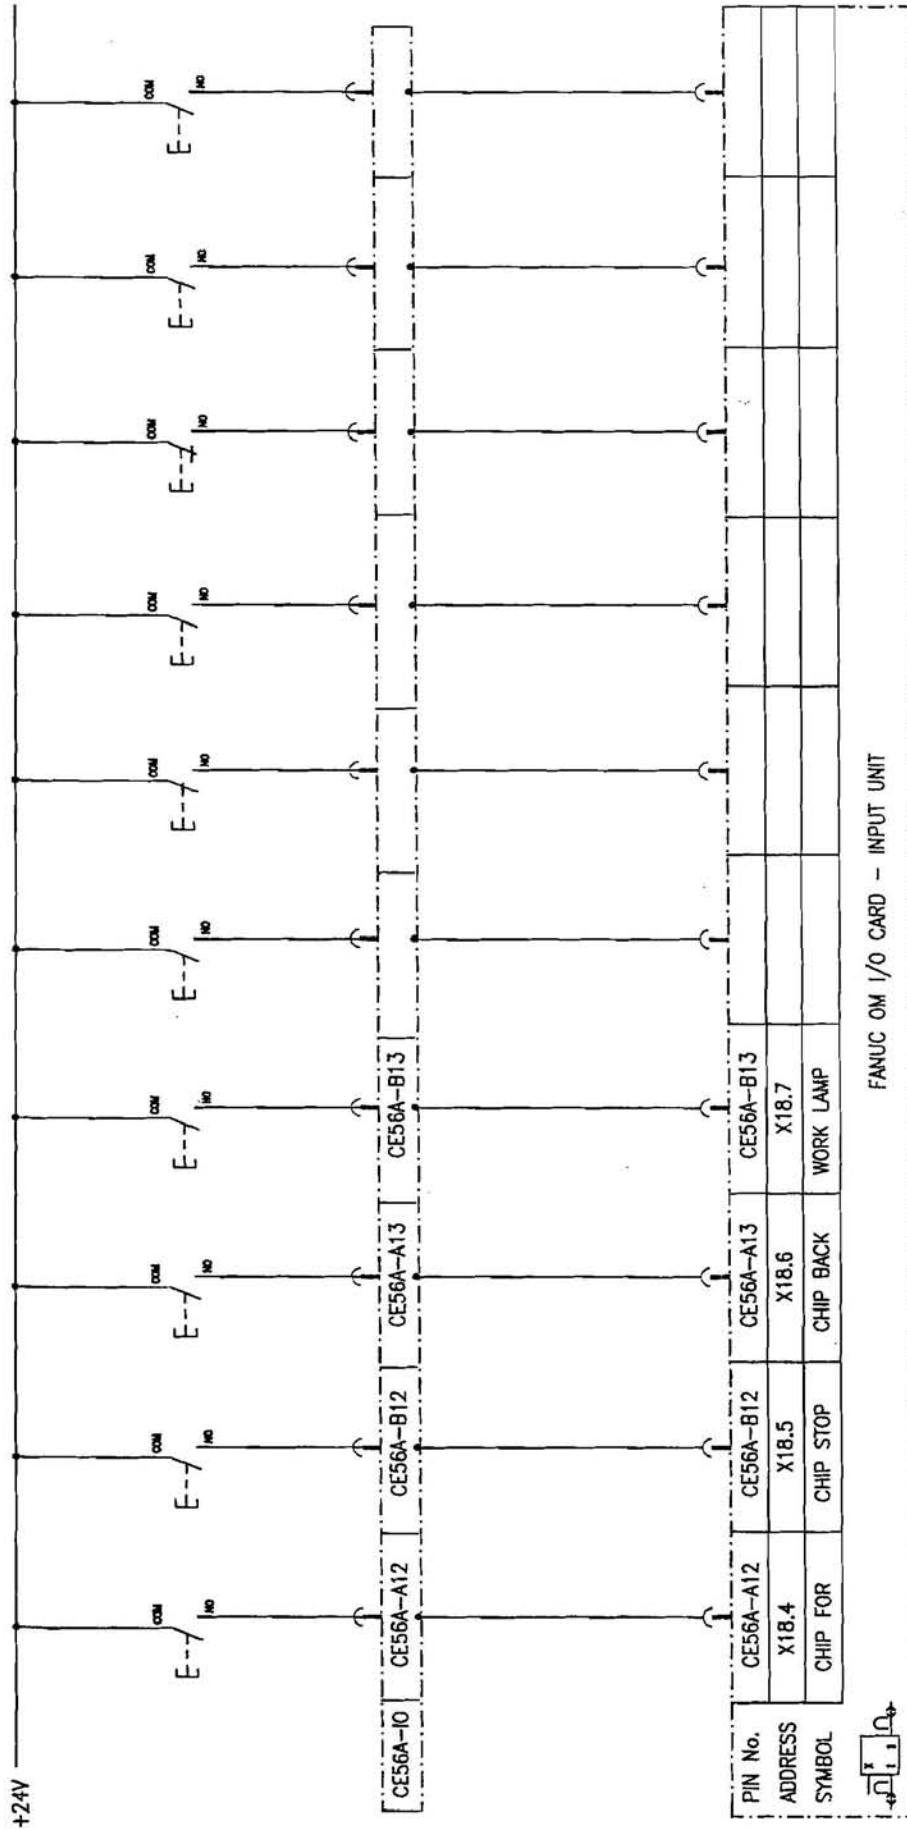 +24V
COM COM COM COM COM COM COM COM COM COM
NO NO NO NO NO NO NO NO NO NO
CE56A-IO CE56A-A12 CE56A-B12 CE56A-A13 CE56A-B13
PIN No. CE56A-A12 CE56A-B12 CE56A-A13 CE56A-B13
ADDRESS X18.4 X18.5 X18.6 X18.7
SYMBOL CHIP FOR CHIP STOP CHIP BACK WORK LAMP
FANUC OM I/O CARD - INPUT UNIT